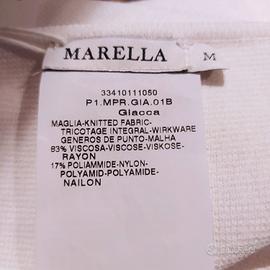 MARELLA
M
33410111050
P1.MPR.GIA.01B
Giacca
MAGLIA-KNITTED FABRIC-
TRICOTAGE INTEGRAL-WIRKWARE
GENEROS DE PUNTO-MALHA
83% VISCOSA-VISCOSE-VISKOSE-
RAYON
17% POLIAMMIDE-NYLON-
POLYAMID-POLYAMIDE-
NAILON
subito